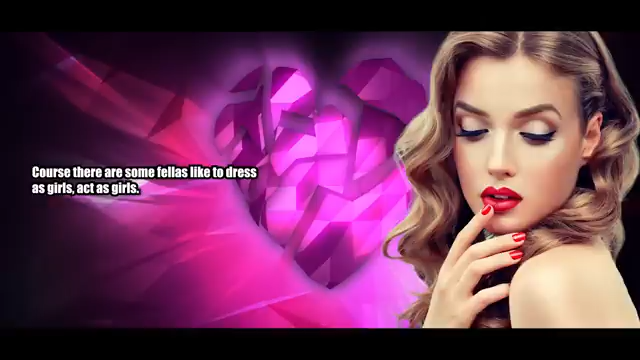 Course there are some fellas like to dress
as girls, act as girls.